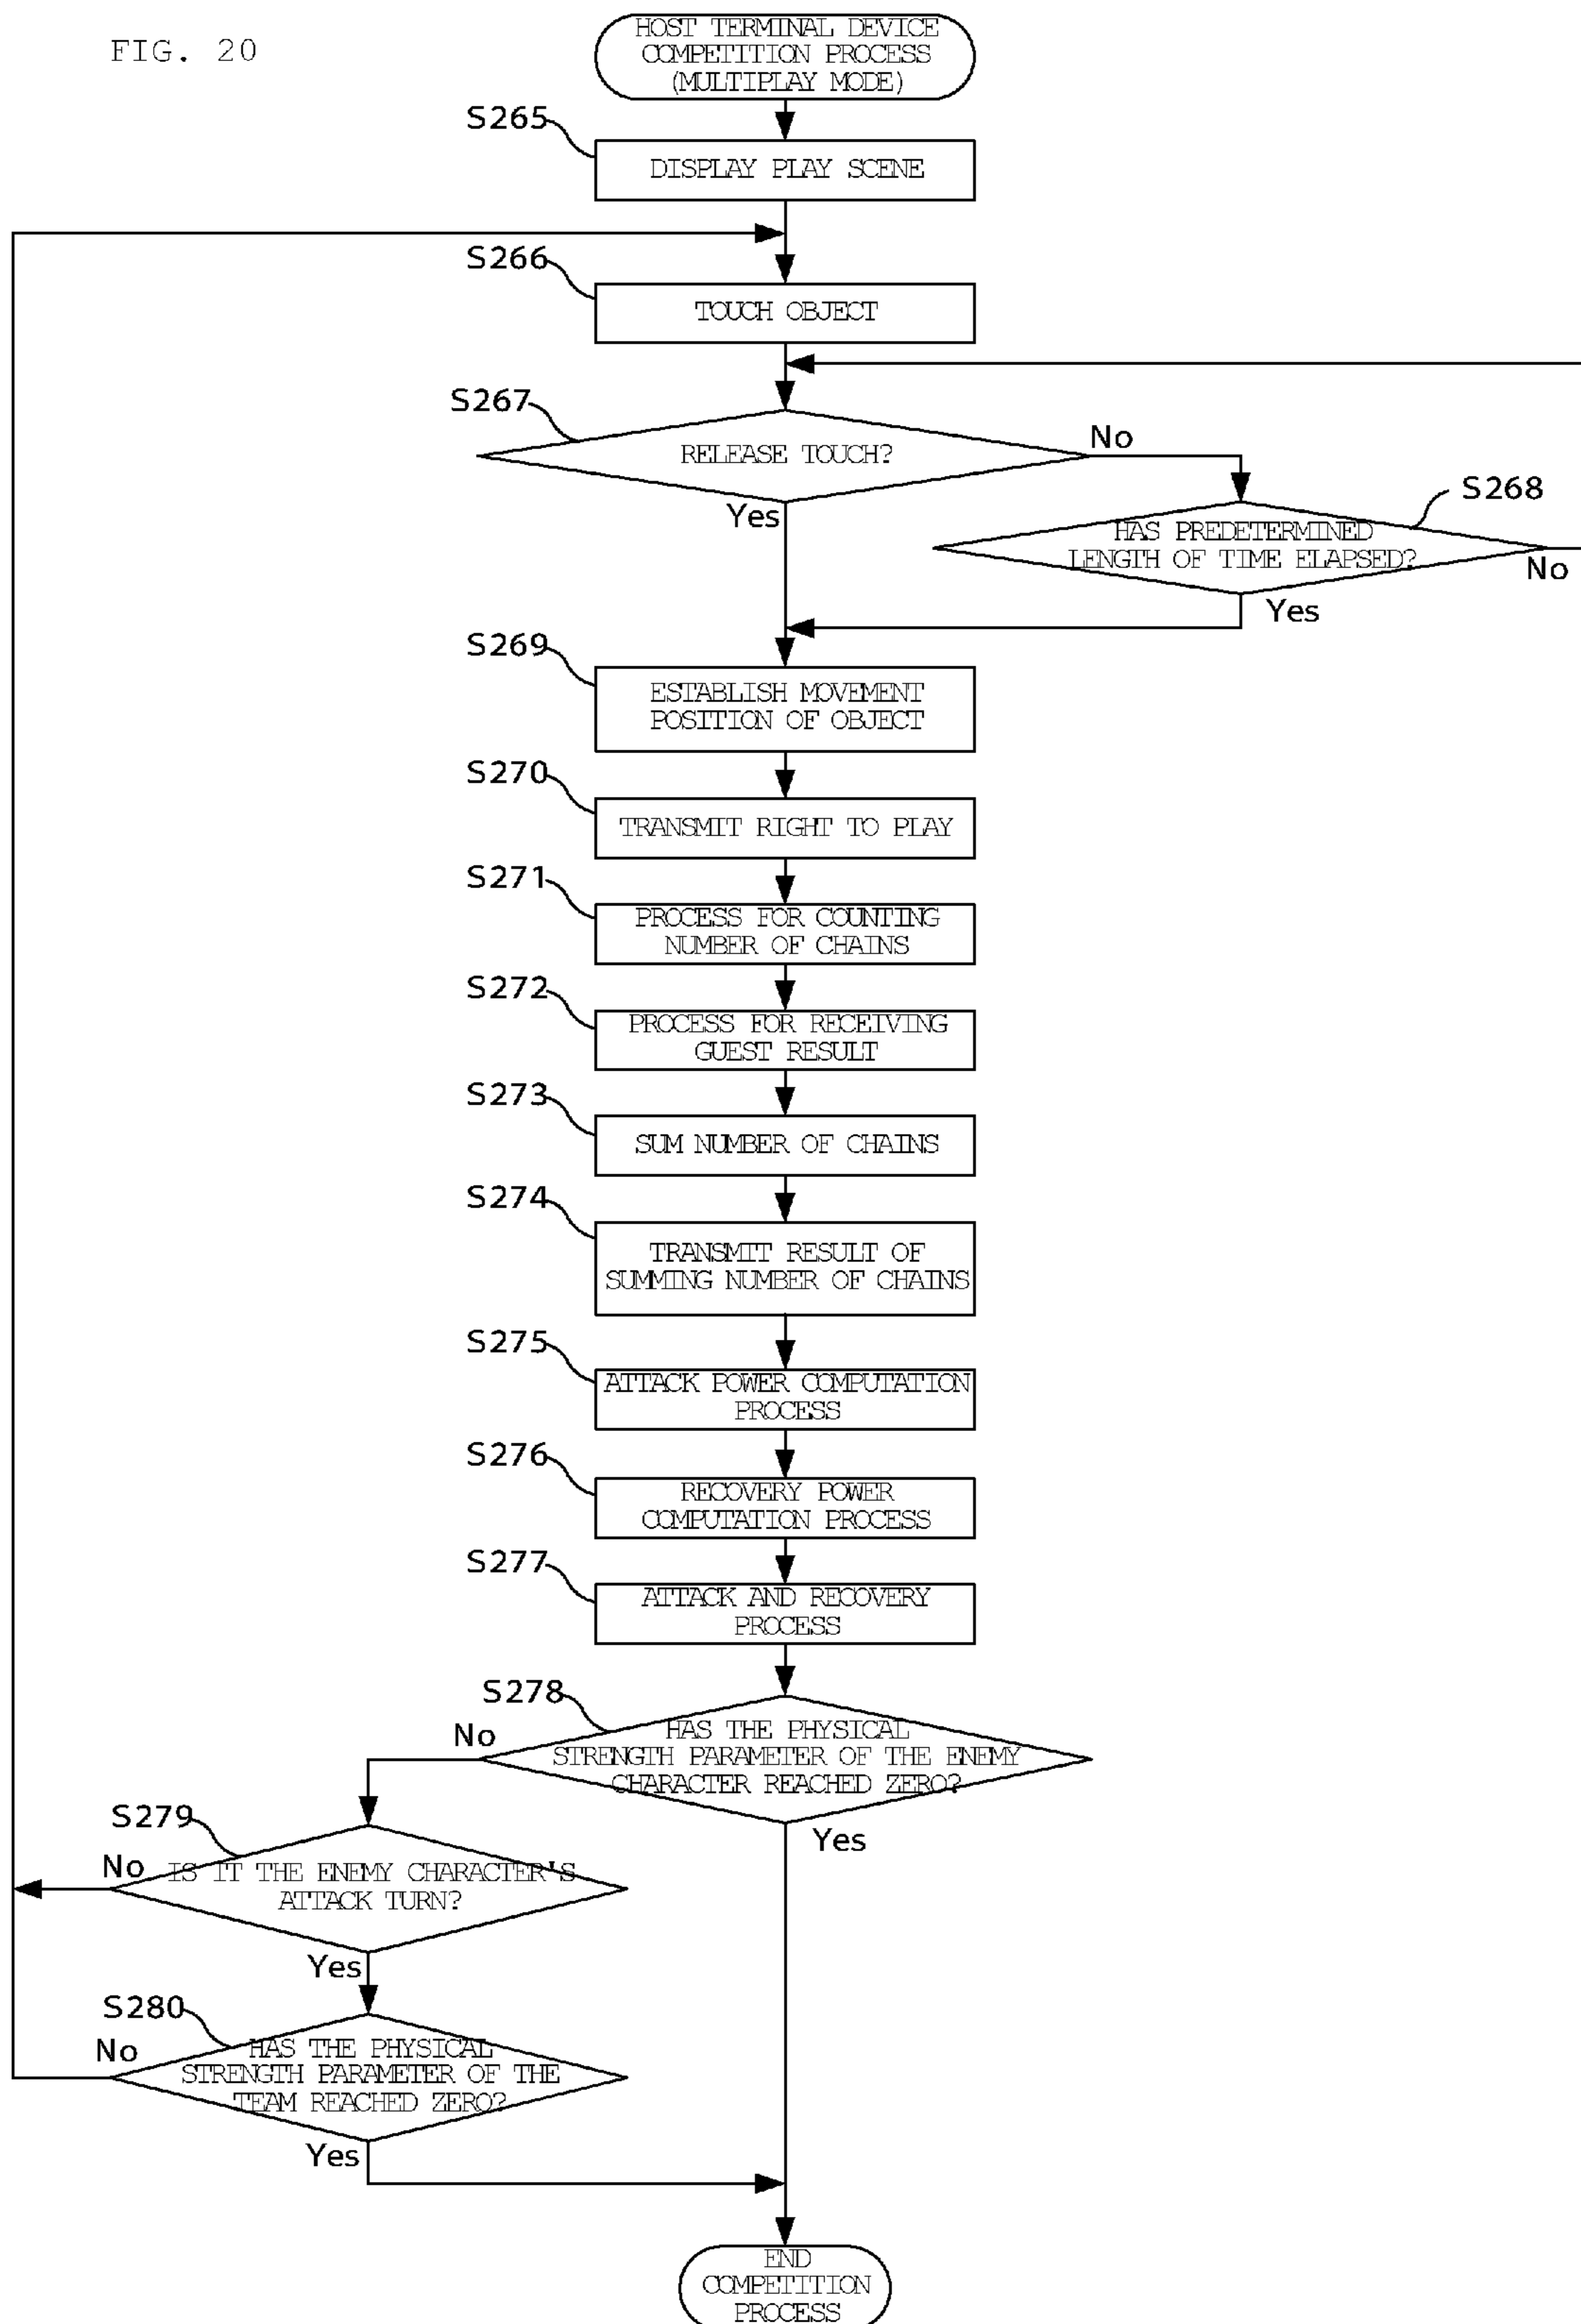 FIG. 20
HOST TERMINAL DEVICE
COMPETITION PROCESS
(MULTIPLAY MODE)
S265
DISPLAY PLAY SCENE
S266
TOUCH OBJECT
S267
RELEASE TOUCH?
No
Yes
S268
HAS PREDETERMINED
LENGTH OF TIME ELAPSED?
No
Yes
S269
ESTABLISH MOVEMENT
POSITION OF OBJECT
S270
TRANSMIT RIGHT TO PLAY
S271
PROCESS FOR COUNTING
NUMBER OF CHAINS
S272
PROCESS FOR RECEIVING
GUEST RESULT
S273
SUM NUMBER OF CHAINS
S274
TRANSMIT RESULT OF
SUMMING NUMBER OF CHAINS
S275
ATTACK POWER COMPUTATION
PROCESS
S276
RECOVERY POWER
COMPUTATION PROCESS
S277
ATTACK AND RECOVERY
PROCESS
S278
HAS THE PHYSICAL
STRENGTH PARAMETER OF THE ENEMY
CHARACTER REACHED ZERO?
No
Yes
S279
IS IT THE ENEMY CHARACTER'S
ATTACK TURN?
No
Yes
S280
HAS THE PHYSICAL
STRENGTH PARAMETER OF THE
TEAM REACHED ZERO?
No
Yes
END
COMPETITION
PROCESS